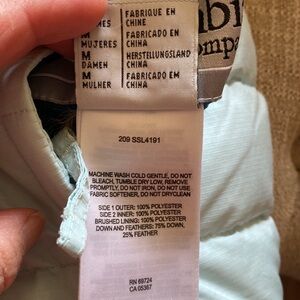 FABRIQUE EN
CHINE
M
MUJERES
FABRICADO EN
CHINA
M
DAMEN
HERSTELLUNGSLAND
CHINA
M
MULHER
FABRICADO EM
CHINA
209 SSL4191
MACHINE WASH COLD GENTLE, DO NOT
BLEACH, TUMBLE DRY LOW, REMOVE
PROMPTLY, DO NOT IRON, DO NOT USE
FABRIC SOFTENER, DO NOT DRYCLEAN
SIDE 1 OUTER: 100% POLYESTER
SIDE 2 INNER: 100% POLYESTER
BRUSHED LINING: 100% POLYESTER
DOWN AND FEATHERS: 75% DOWN,
25% FEATHER
RN 69724
CA 05367